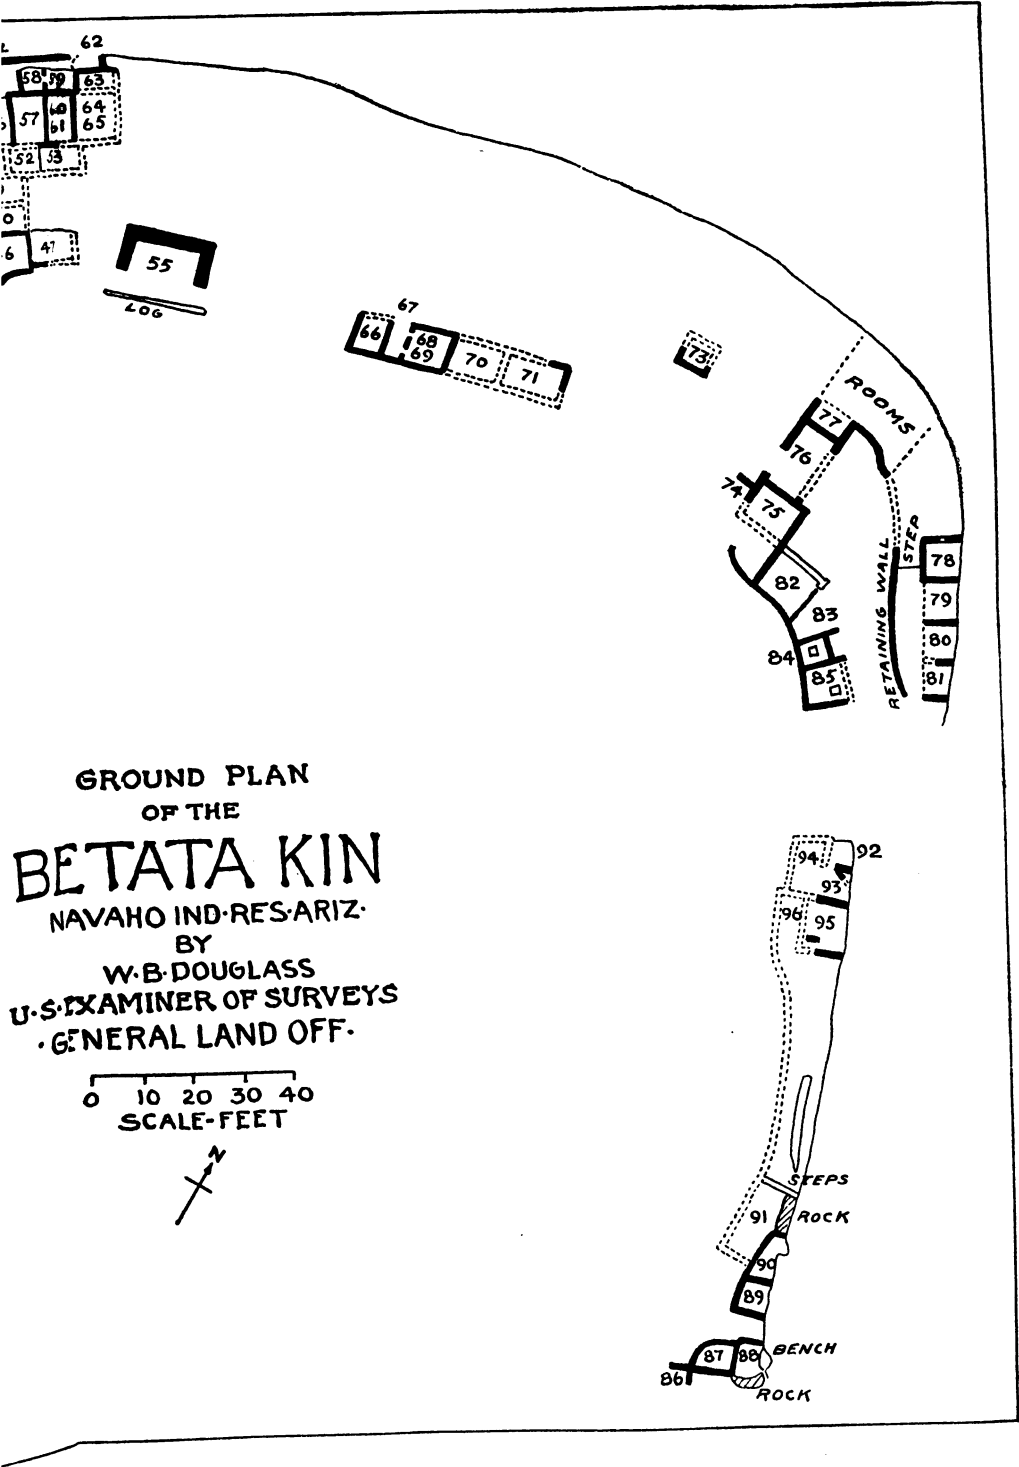 62
58 59 63
57 60 64
61 65
52 53
47
55
LOG
67
66 68
69 70 71
73
ROOMS
77
76
74 75
STEP
RETAINING WALL
78
79
80
81
82
83
84
85
GROUND PLAN
OF THE
BETATA KIN
NAVAHO IND·RES·ARIZ·
BY
W·B·DOUGLASS
U·S·EXAMINER OF SURVEYS
·GENERAL LAND OFF·
0 10 20 30 40
SCALE-FEET
N
94 92
93
96 95
STEPS
91 ROCK
90
89
87 88 BENCH
86
ROCK